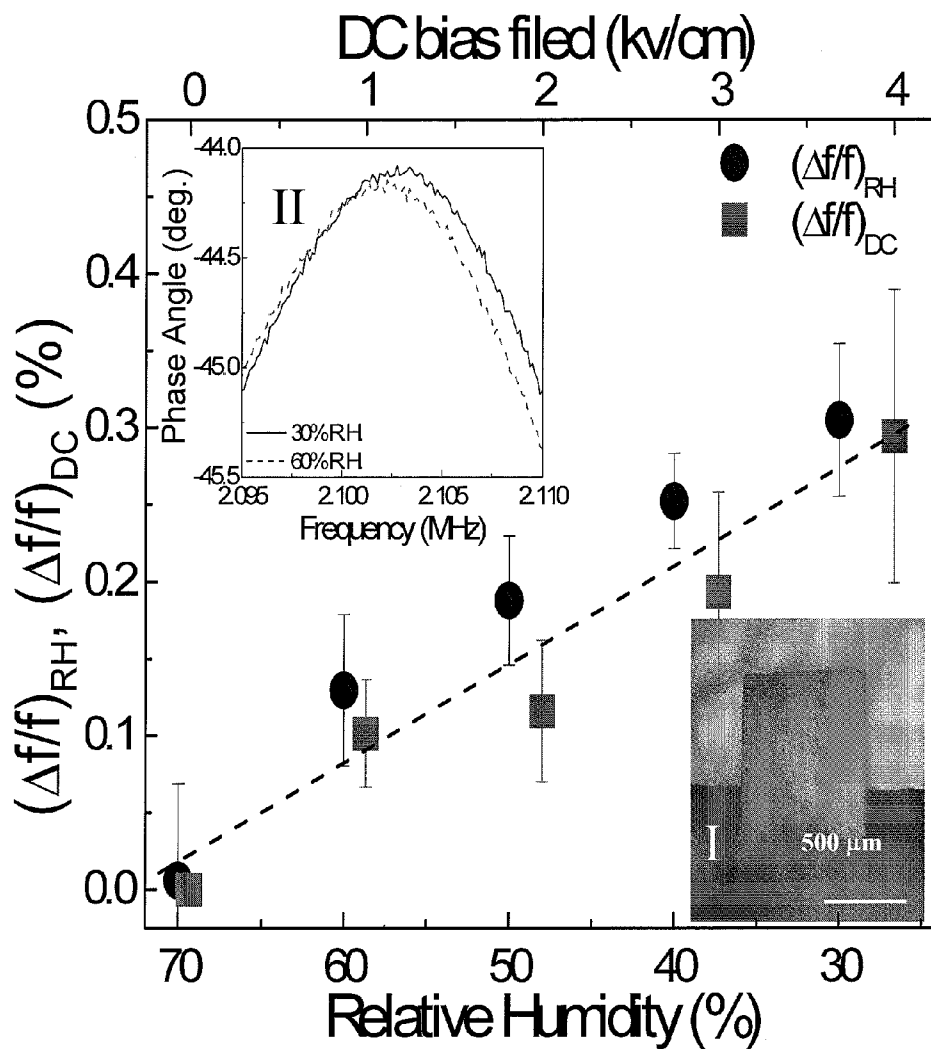 DC bias filed (kv/cm)
0 1 2 3 4
0.5
0.4
0.3
0.2
0.1
0.0
(Δf/f)RH, (Δf/f)DC (%)
(Δf/f)RH
(Δf/f)DC
II
-44.0
-44.5
-45.0
-45.5
Phase Angle (deg.)
30%R.H.
60%R.H.
2.095 2.100 2.105 2.110
Frequency (MHz)
I
500 μm
70 60 50 40 30
Relative Humidity (%)